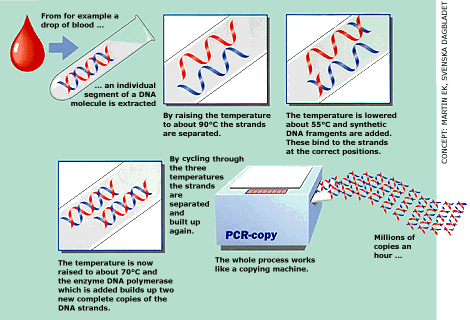 From for example a
drop of blood ...
... an individual
segment of a DNA
molecule is extracted
By raising the temperature
to about 90°C the strands
are separated.
The temperature is lowered
about 55°C and synthetic
DNA framgents are added.
These bind to the strands
at the correct positions.
The temperature is now
raised to about 70°C and
the enzyme DNA polymerase
which is added builds up two
new complete copies of the
DNA strands.
By cycling through
the three
temperatures
the strands
are
separated
and
built up
again.
PCR-copy
The whole process works
like a copying machine.
Millions of
copies an
hour ...
CONCEPT: MARTIN EK, SVENSKA DAGBLADET